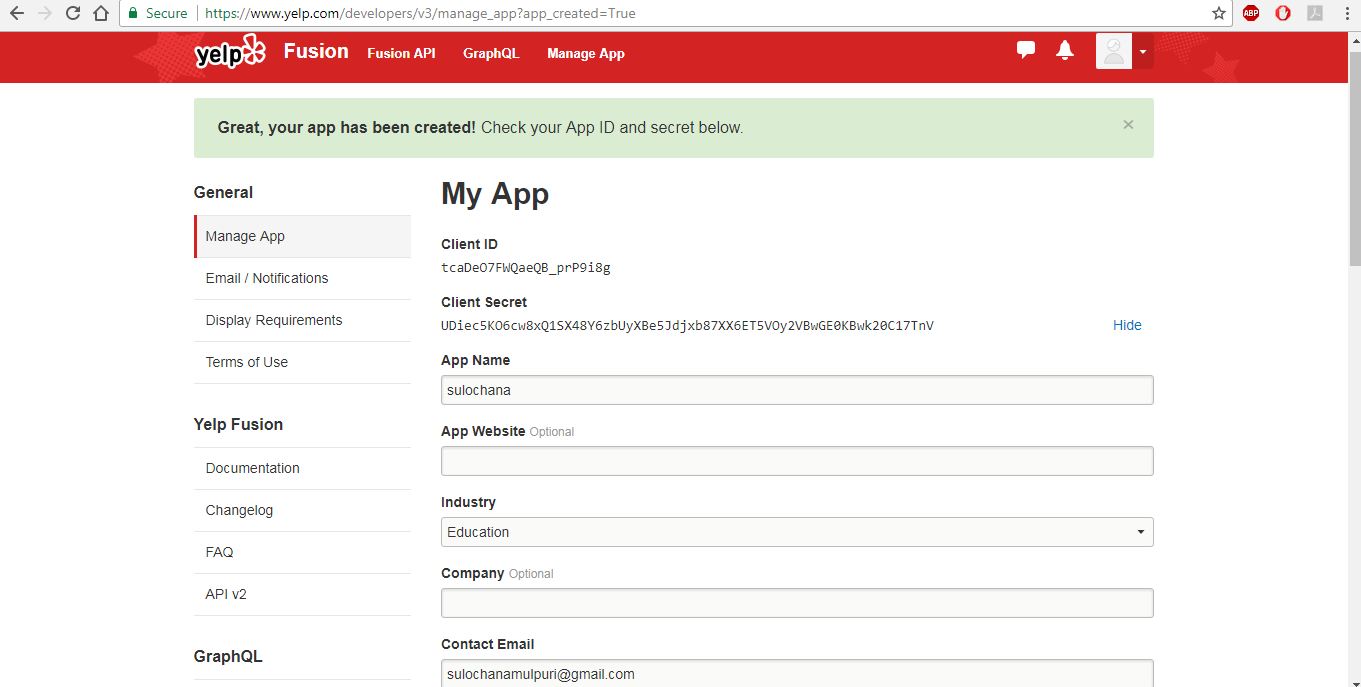 Secure https://www.yelp.com/developers/v3/manage_app?app_created=True
ABP
yelp Fusion Fusion API GraphQL Manage App
Great, your app has been created! Check your App ID and secret below. ×
General
Manage App
Email / Notifications
Display Requirements
Terms of Use
Yelp Fusion
Documentation
Changelog
FAQ
API v2
GraphQL
My App
Client ID
tcaDeO7FWQaeQB_prP9i8g
Client Secret
UDiec5KO6cw8xQ1SX48Y6zbUyXBe5Jdjxb87XX6ET5VOy2VBwGE0KBwk20C17TnV Hide
App Name
sulochana
App Website Optional
Industry
Education
Company Optional
Contact Email
sulochanamulpuri@gmail.com